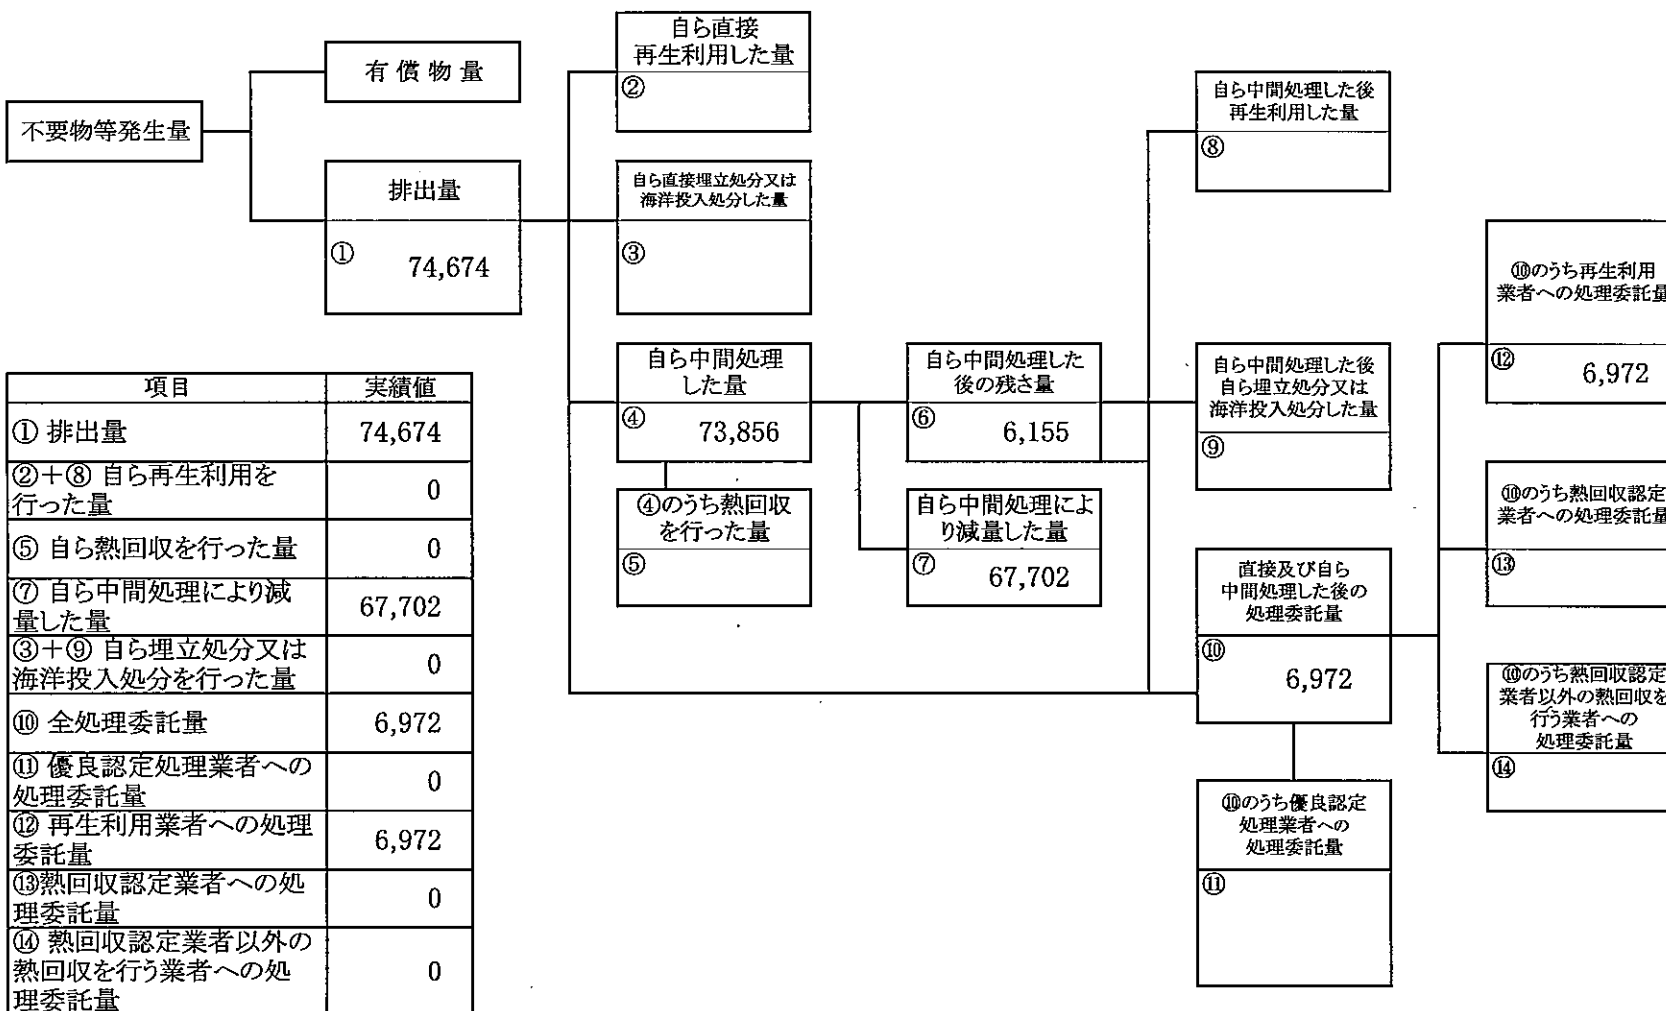 不要物等発生量
有償物量
排出量
①
74,674
自ら直接
再生利用した量
②
自ら直接埋立処分又は
海洋投入処分した量
③
自ら中間処理
した量
④
73,856
④のうち熱回収
を行った量
⑤
自ら中間処理した
後の残さ量
⑥
6,155
自ら中間処理によ
り減量した量
⑦
67,702
自ら中間処理した後
再生利用した量
⑧
自ら中間処理した後
自ら埋立処分又は
海洋投入処分した量
⑨
直接及び自ら
中間処理した後の
処理委託量
⑩
6,972
⑩のうち優良認定
処理業者への
処理委託量
⑪
⑩のうち再生利用
業者への処理委託量
⑫
6,972
⑩のうち熱回収認定
業者への処理委託量
⑬
⑩のうち熱回収認定
業者以外の熱回収を
行う業者への
処理委託量
⑭
項目 実績値
① 排出量 74,674
②+⑧ 自ら再生利用を
行った量 0
⑤ 自ら熱回収を行った量 0
⑦ 自ら中間処理により減
量した量 67,702
③+⑨ 自ら埋立処分又は
海洋投入処分を行った量 0
⑩ 全処理委託量 6,972
⑪ 優良認定処理業者への
処理委託量 0
⑫ 再生利用業者への処理
委託量 6,972
⑬熱回収認定業者への処
理委託量 0
⑭ 熱回収認定業者以外の
熱回収を行う業者への処
理委託量 0